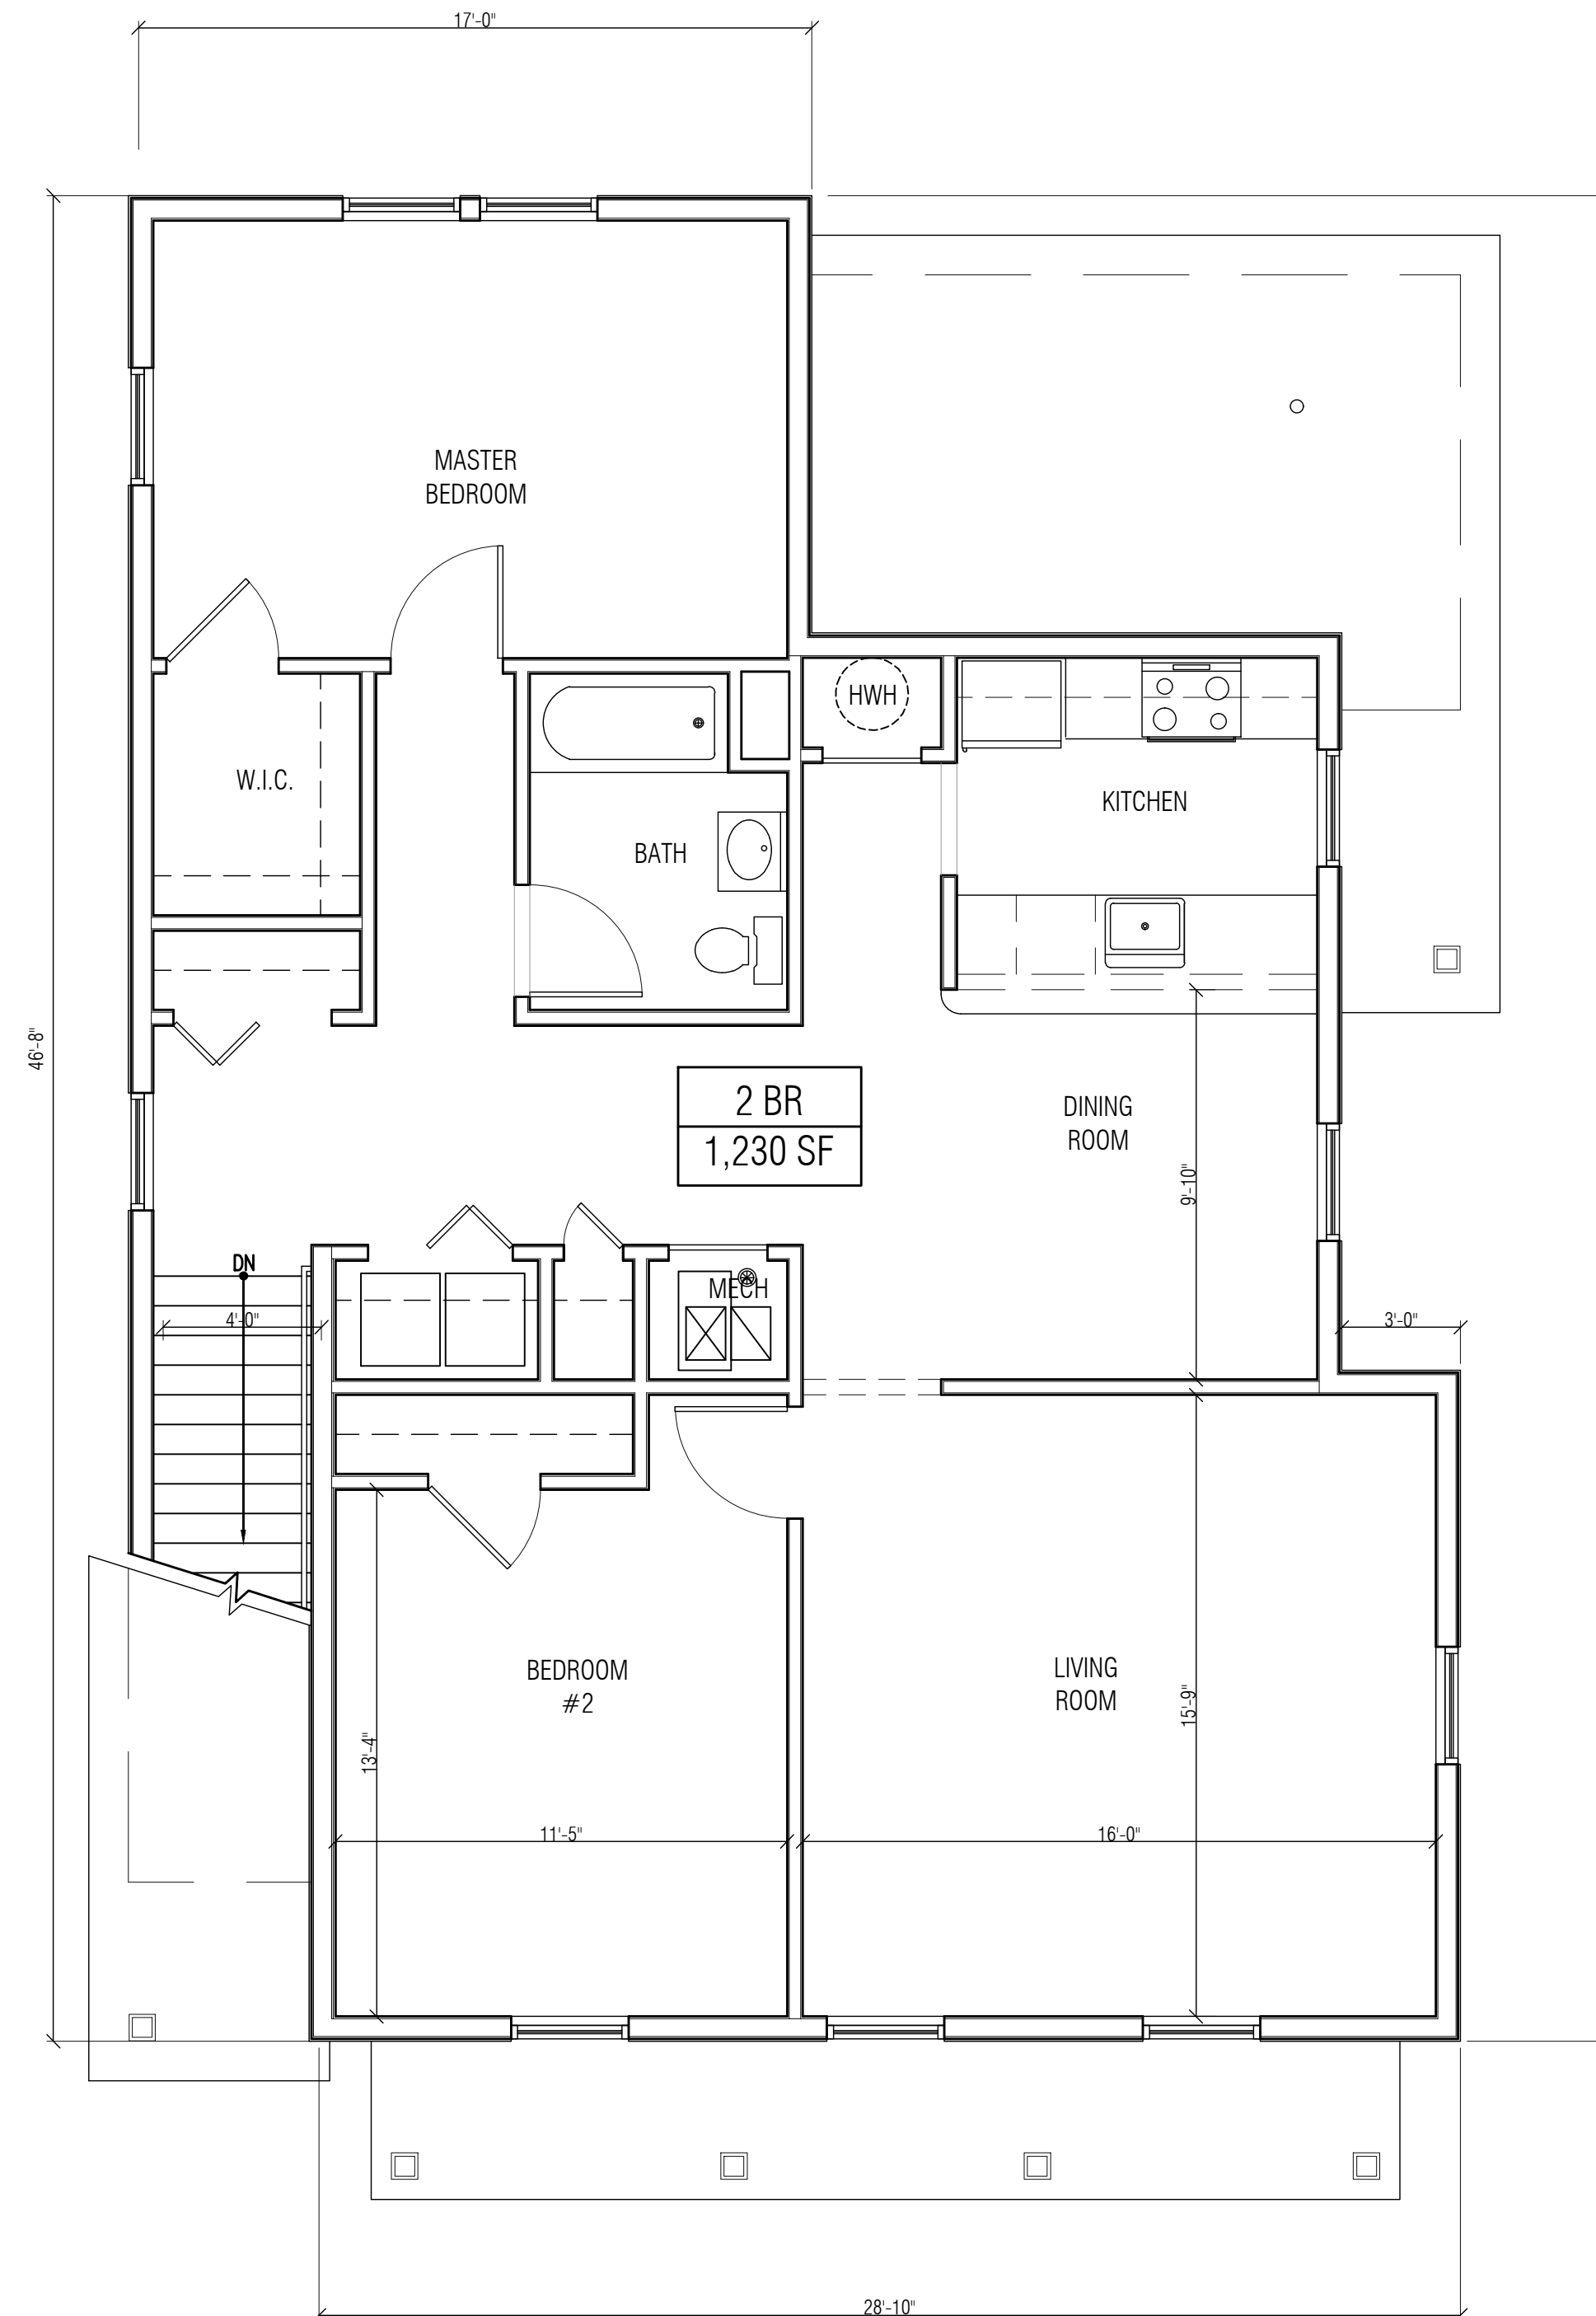 17'-0"
MASTER
BEDROOM
HWH
W.I.C.
KITCHEN
BATH
46'-8"
2 BR
1,230 SF
DINING
ROOM
9'-10"
DN
MECH
4'-0"
3'-0"
BEDROOM
#2
LIVING
ROOM
15'-9"
13'-4"
11'-5"
16'-0"
28'-10"